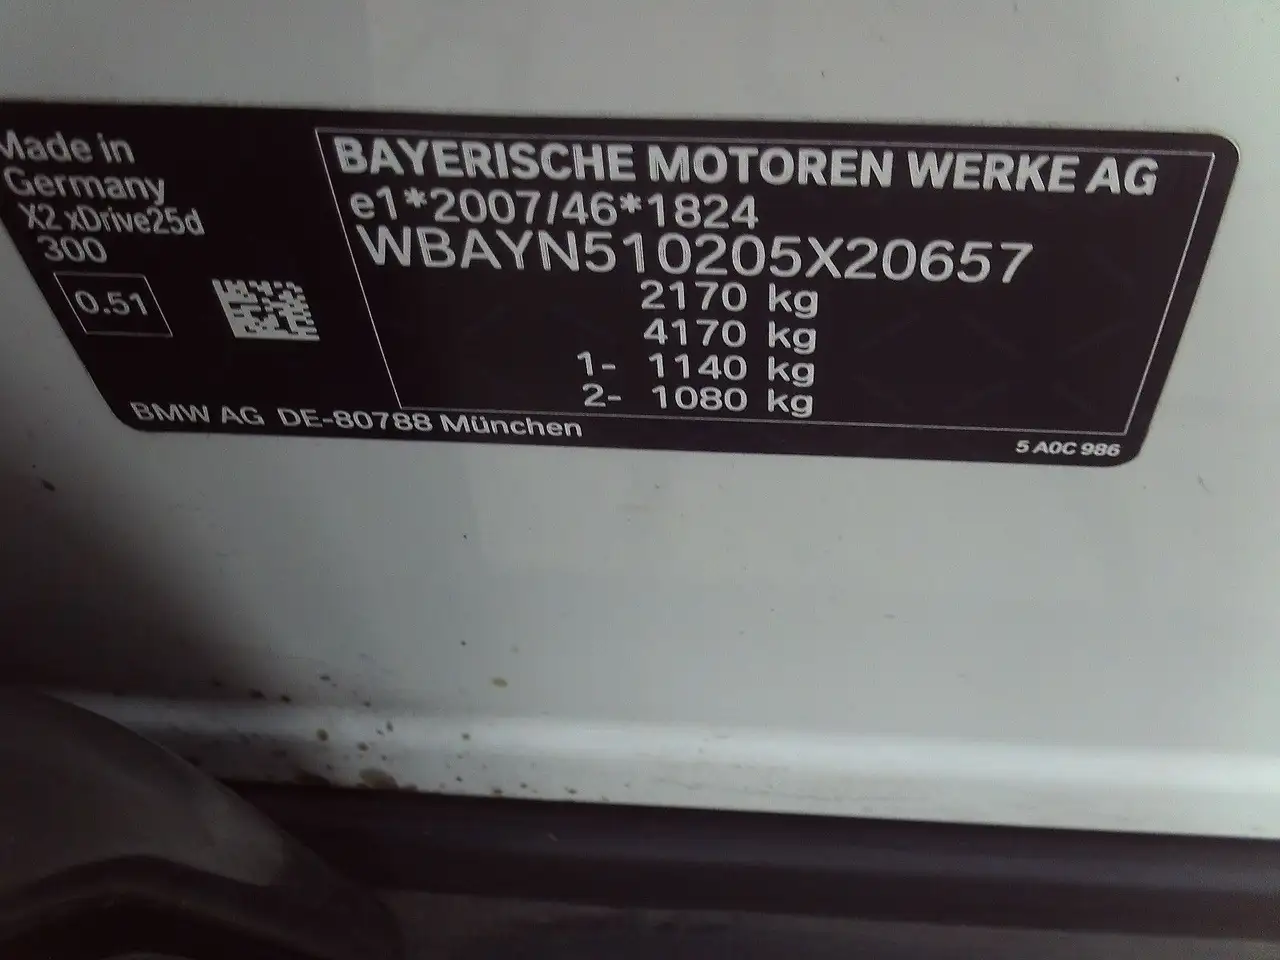 Made in
Germany
X2 xDrive25d
300
0.51
BAYERISCHE MOTOREN WERKE AG
e1*2007/46*1824
WBAYN510205X20657
2170 kg
4170 kg
1- 1140 kg
2- 1080 kg
BMW AG DE-80788 München
5 A0C 986